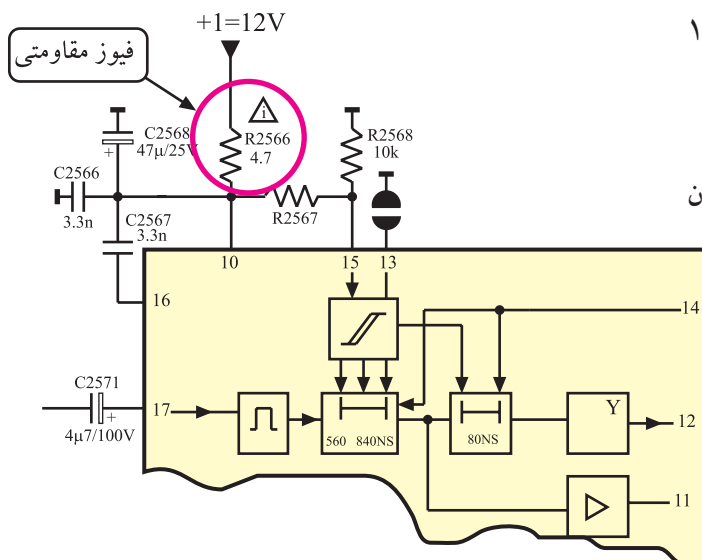 +1=12V
۱
فیوز مقاومتی
i
C2568
47µ/25V
+
R2566
4.7
R2568
10k
C2566
3.3n
C2567
3.3n
R2567
ن
10
15
13
16
14
C2571
17
+
4µ7/100V
560 840NS
80NS
Y
12
11